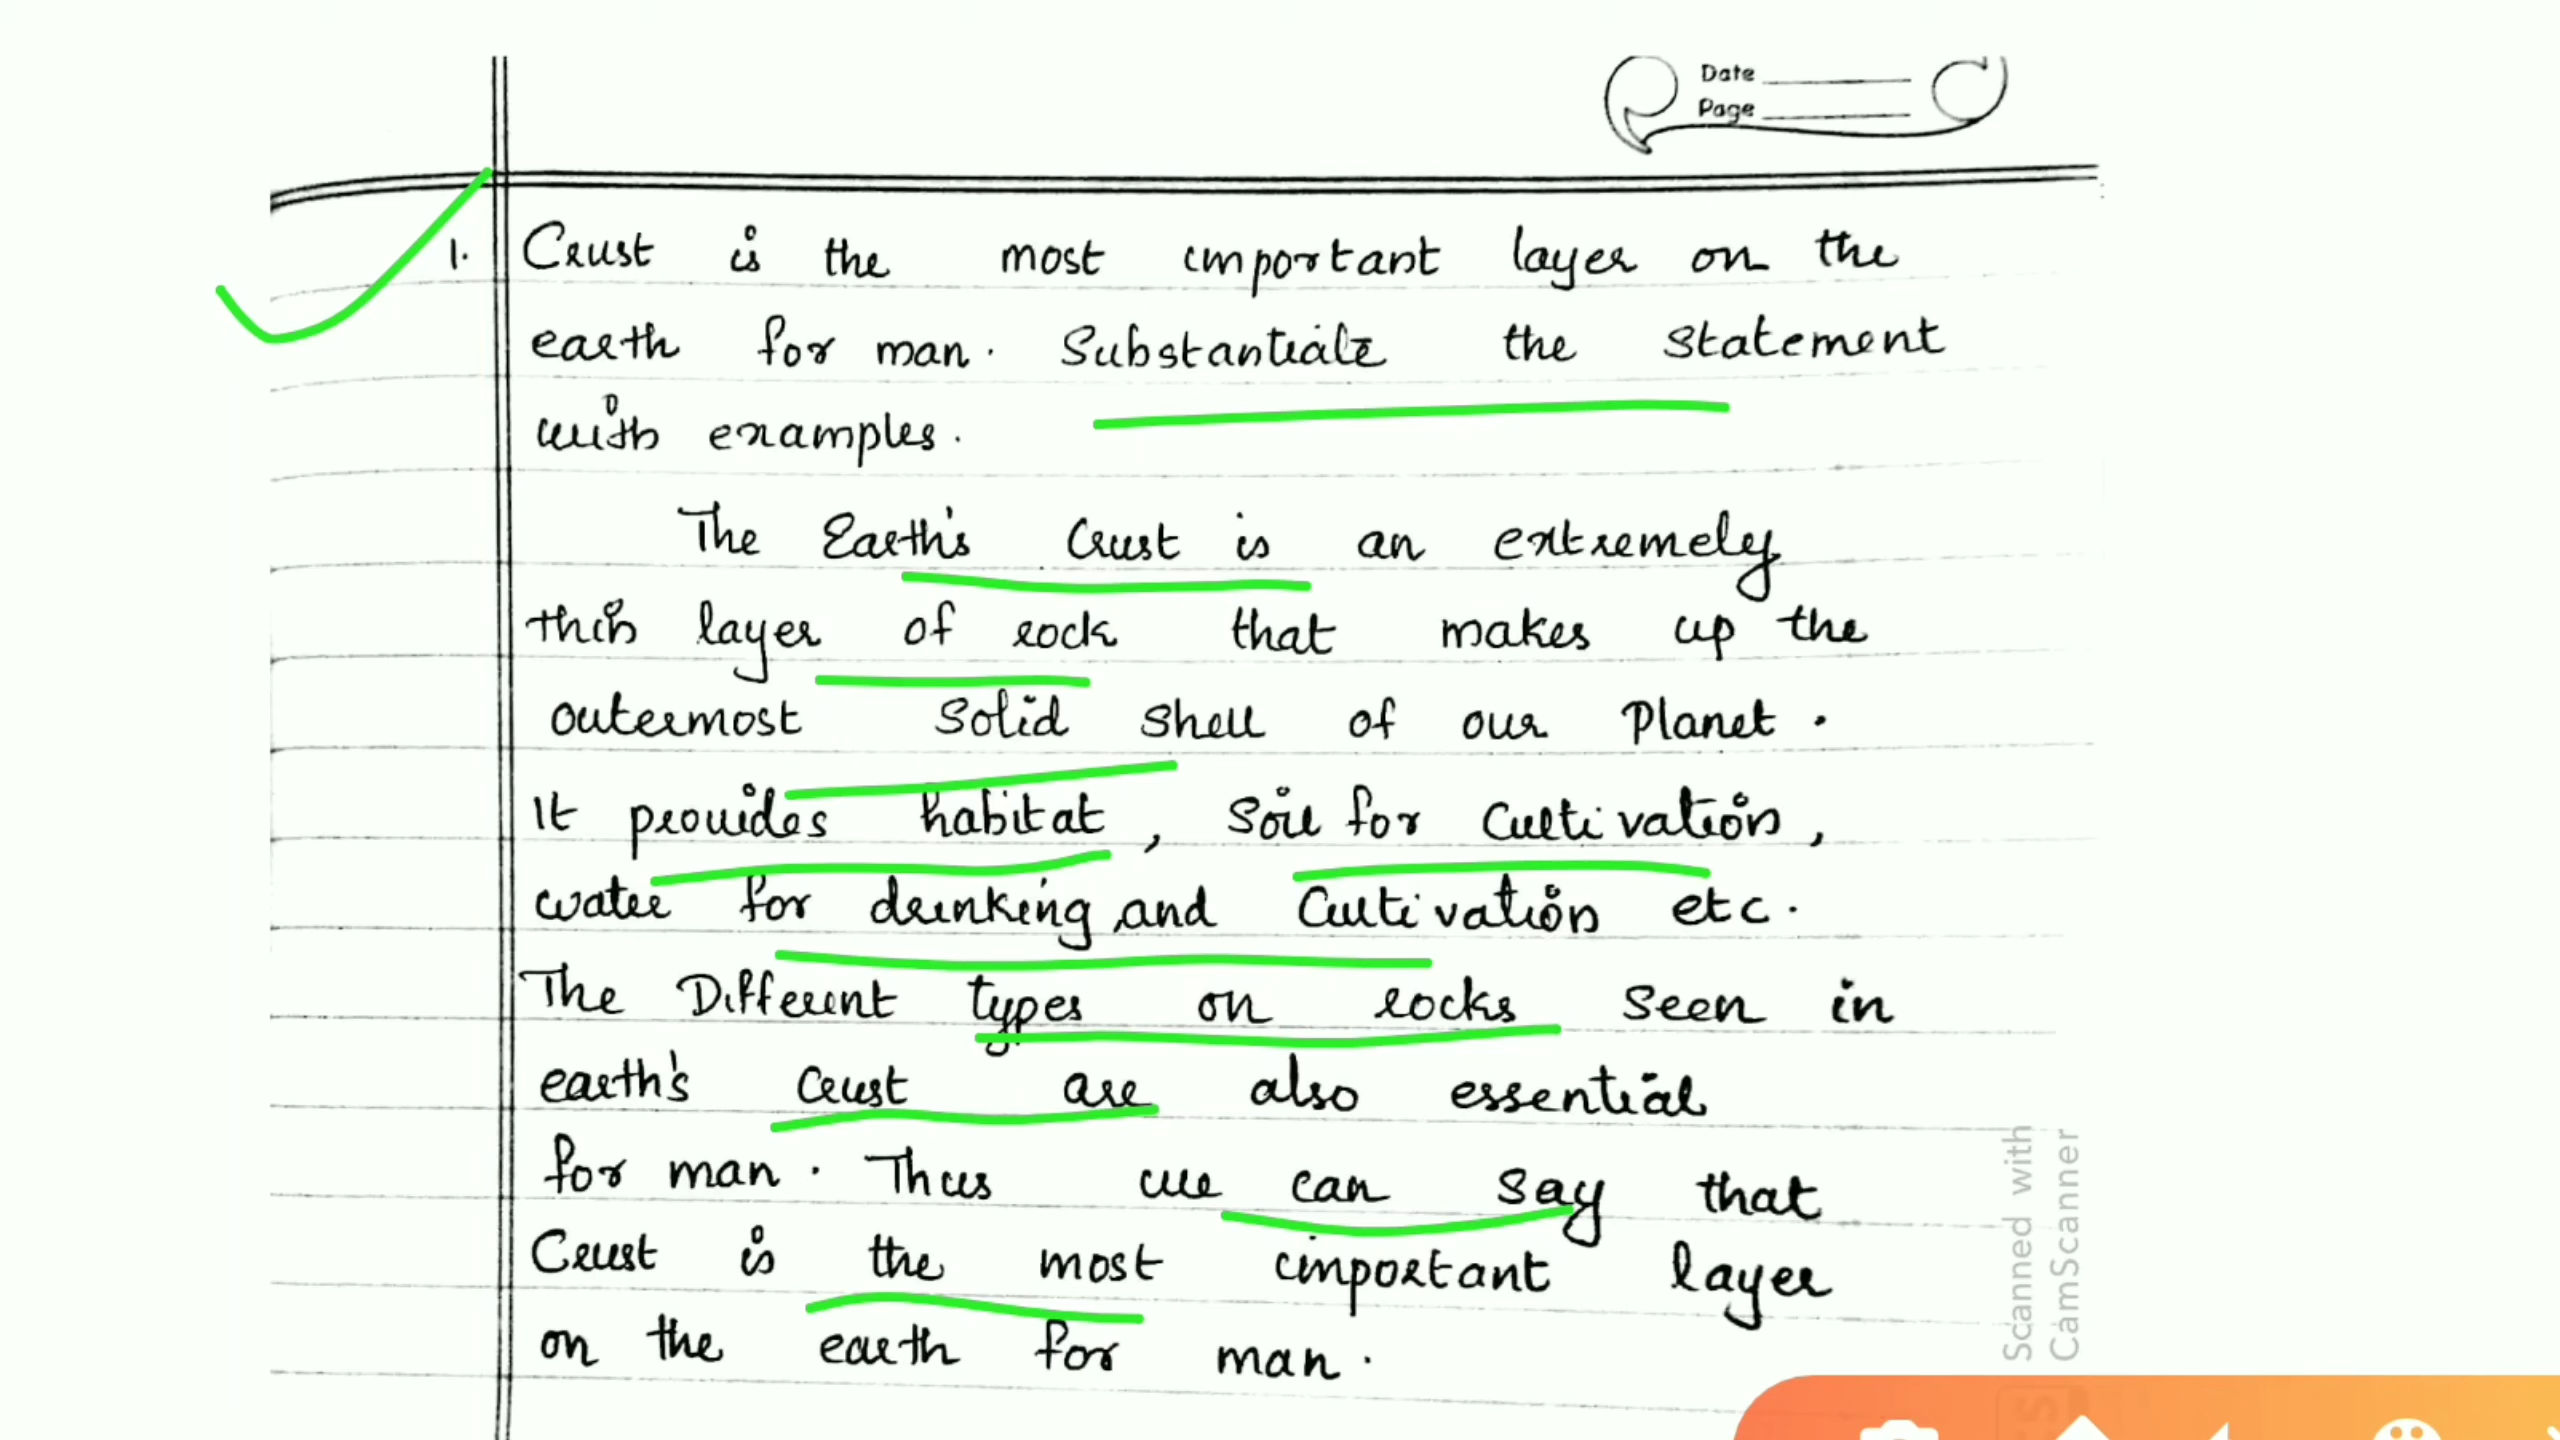 Date
Page
1. Crust is the most important layer on the
earth for man. Substantiate the statement
with examples.
The Earth's Crust is an extremely
thin layer of rock that makes up the
outermost solid shell of our Planet.
It provides habitat, soil for cultivation,
water for drinking and cultivation etc.
The Different types on rocks seen in
earth's crust are also essential
for man. Thus we can say that
Crust is the most important layer
on the earth for man.
Scanned with
CamScanner